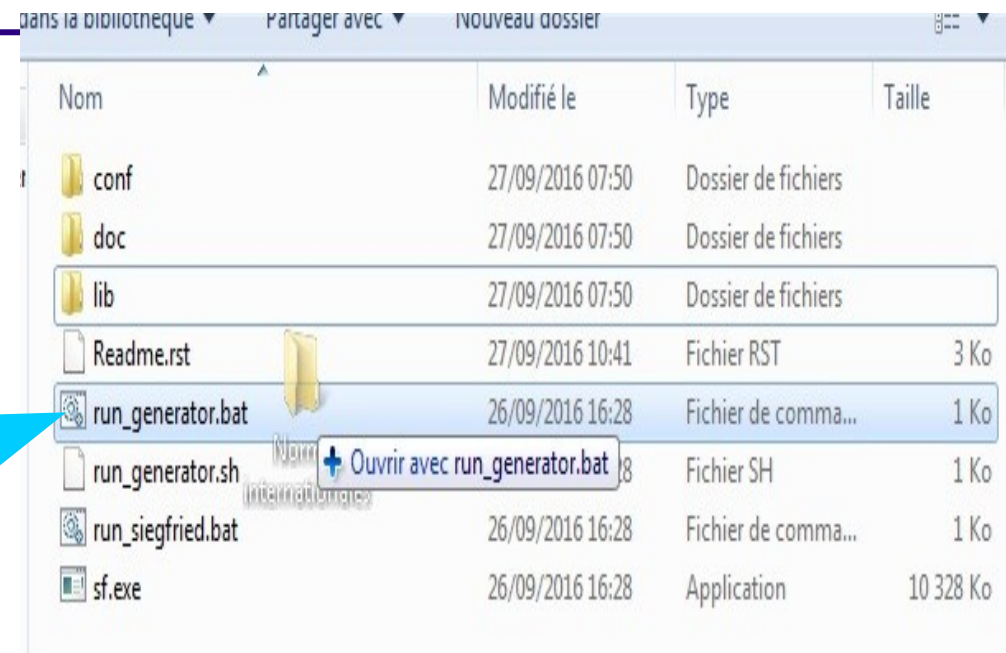 dans la bibliothèque Partager avec Nouveau dossier
Nom Modifié le Type Taille
conf 27/09/2016 07:50 Dossier de fichiers
doc 27/09/2016 07:50 Dossier de fichiers
lib 27/09/2016 07:50 Dossier de fichiers
Readme.rst 27/09/2016 10:41 Fichier RST 3 Ko
run_generator.bat 26/09/2016 16:28 Fichier de comma... 1 Ko
Ouvrir avec run_generator.bat
run_generator.sh 8 Fichier SH 1 Ko
internationales
run_siegfried.bat 26/09/2016 16:28 Fichier de comma... 1 Ko
sf.exe 26/09/2016 16:28 Application 10 328 Ko